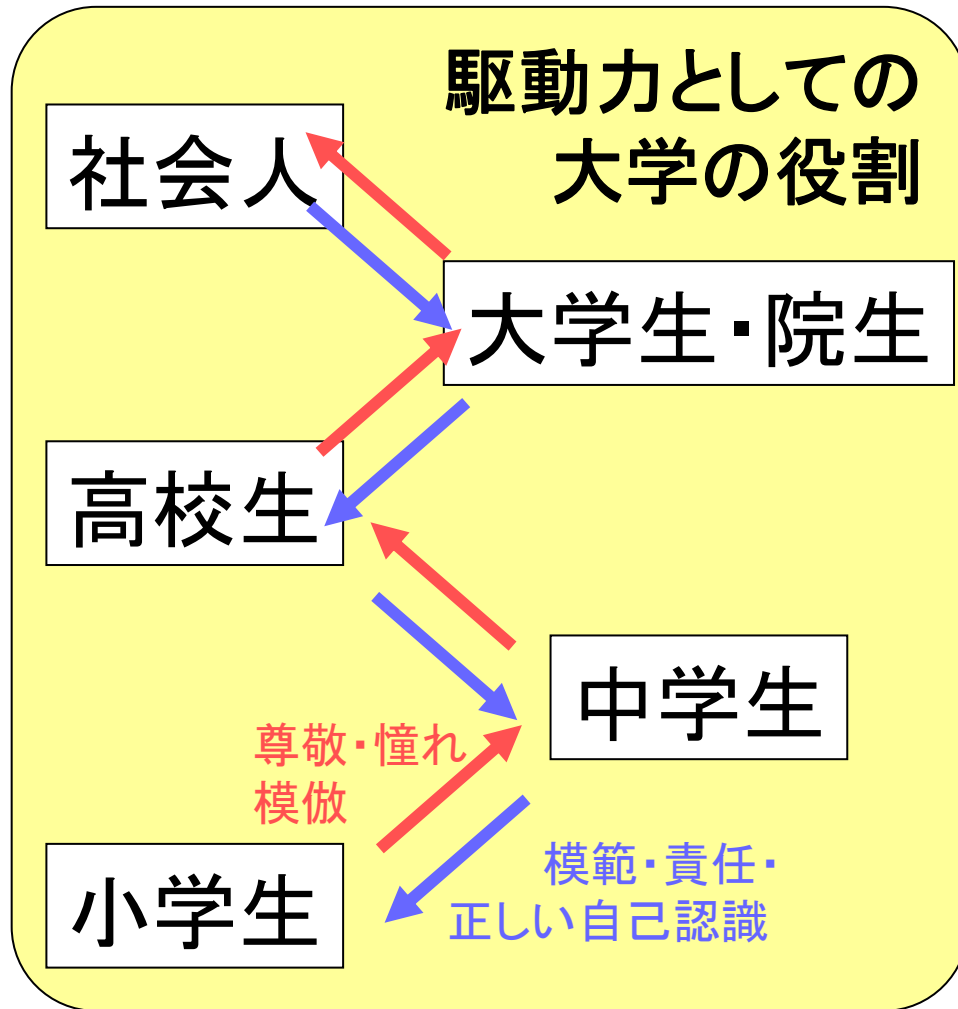 駆動力としての
大学の役割
社会人
大学生・院生
高校生
中学生
尊敬・憧れ
模倣
小学生
模範・責任・
正しい自己認識